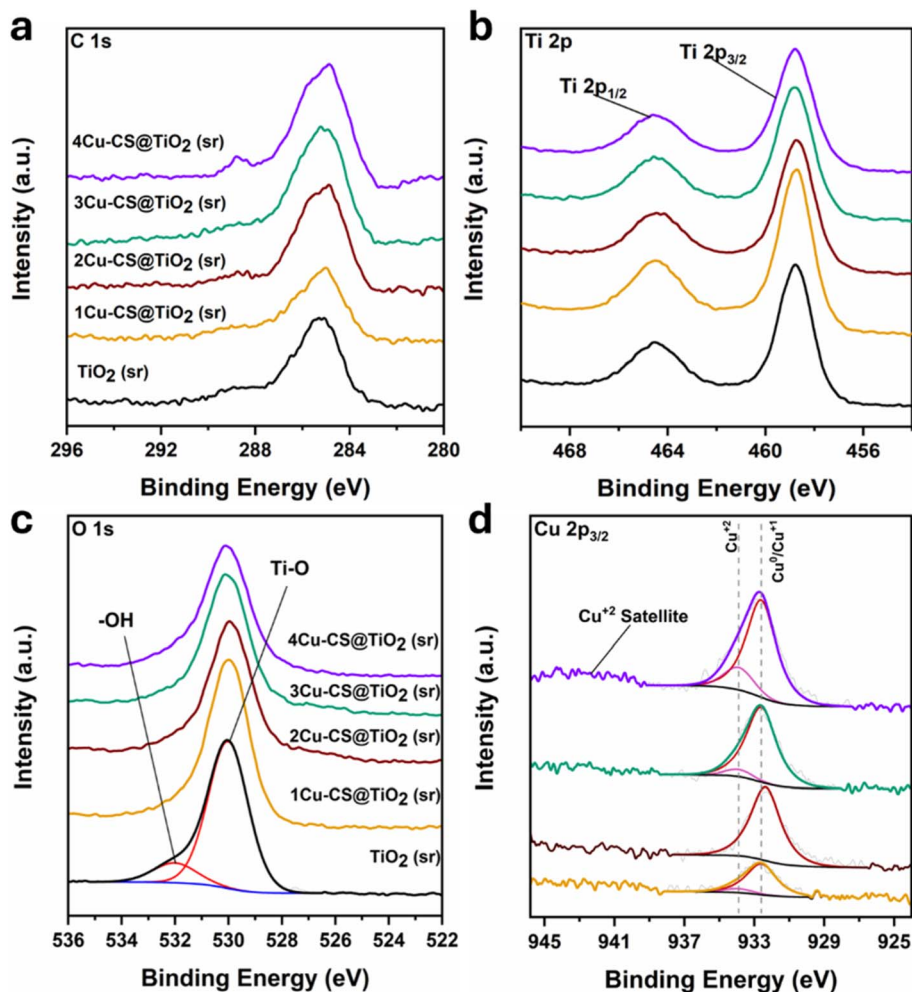 a
C 1s
4Cu-CS@TiO₂ (sr)
3Cu-CS@TiO₂ (sr)
2Cu-CS@TiO₂ (sr)
1Cu-CS@TiO₂ (sr)
TiO₂ (sr)
Intensity (a.u.)
296 292 288 284 280
Binding Energy (eV)
b
Ti 2p
Ti 2p₃/₂
Ti 2p₁/₂
Intensity (a.u.)
468 464 460 456
Binding Energy (eV)
c
O 1s
Ti-O
-OH
4Cu-CS@TiO₂ (sr)
3Cu-CS@TiO₂ (sr)
2Cu-CS@TiO₂ (sr)
1Cu-CS@TiO₂ (sr)
TiO₂ (sr)
Intensity (a.u.)
536 534 532 530 528 526 524 522
Binding Energy (eV)
d
Cu 2p₃/₂
Cu⁺²
Cu⁰/Cu⁺¹
Cu⁺² Satellite
Intensity (a.u.)
945 941 937 933 929 925
Binding Energy (eV)